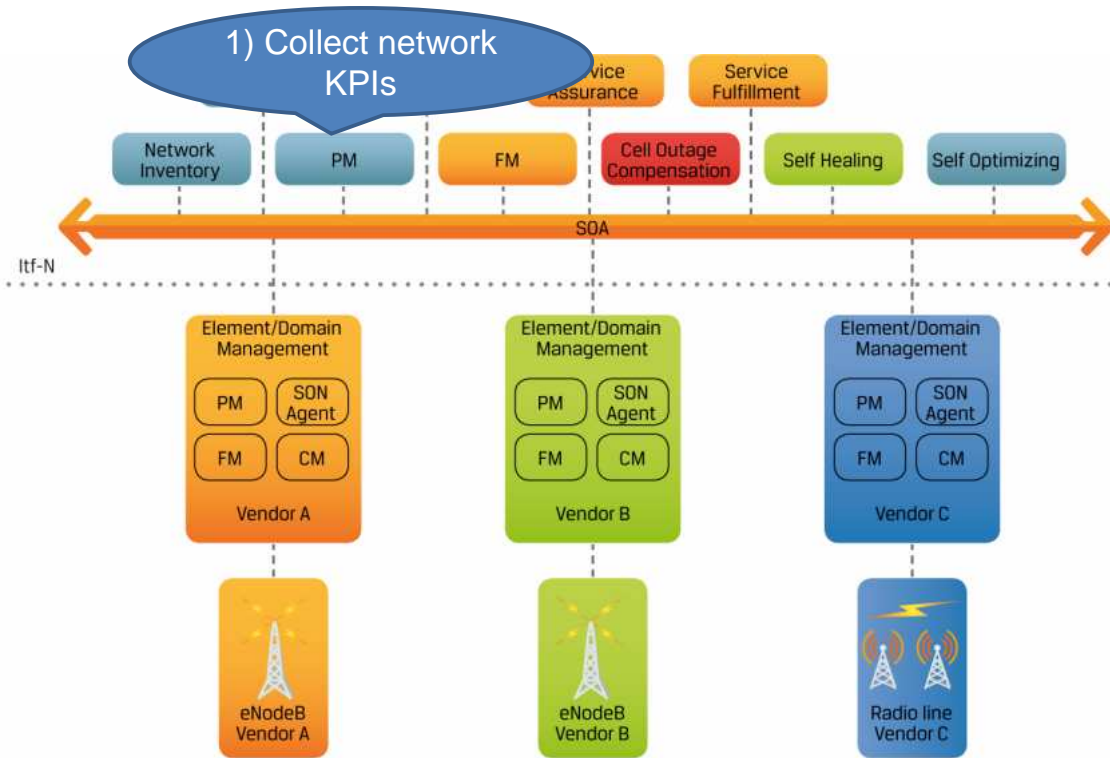 1) Collect network
KPIs
Assurance
Service
Fulfillment
Network
Inventory
PM
FM
Cell Outage
Compensation
Self Healing
Self Optimizing
SOA
Itf-N
Element/Domain
Management
PM
SON
Agent
FM
CM
Vendor A
Element/Domain
Management
PM
SON
Agent
FM
CM
Vendor B
Element/Domain
Management
PM
SON
Agent
FM
CM
Vendor C
eNodeB
Vendor A
eNodeB
Vendor B
Radio line
Vendor C